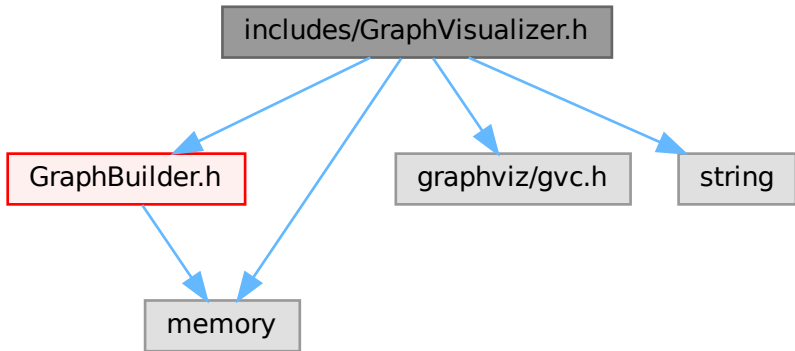 includes/GraphVisualizer.h
GraphBuilder.h
graphviz/gvc.h
string
memory